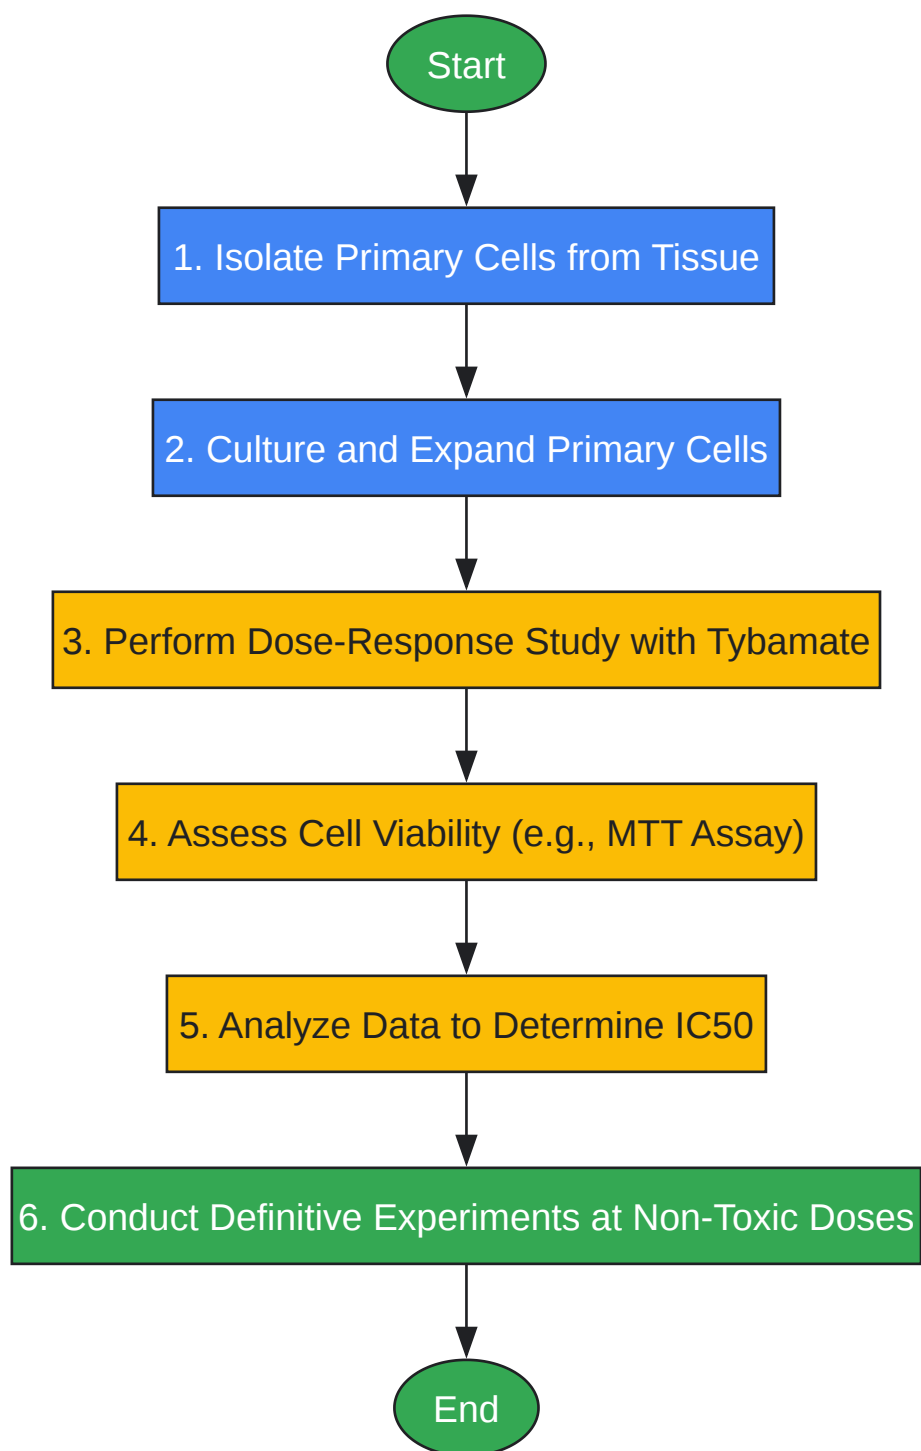 Start
1. Isolate Primary Cells from Tissue
2. Culture and Expand Primary Cells
3. Perform Dose-Response Study with Tybamate
4. Assess Cell Viability (e.g., MTT Assay)
5. Analyze Data to Determine IC50
6. Conduct Definitive Experiments at Non-Toxic Doses
End